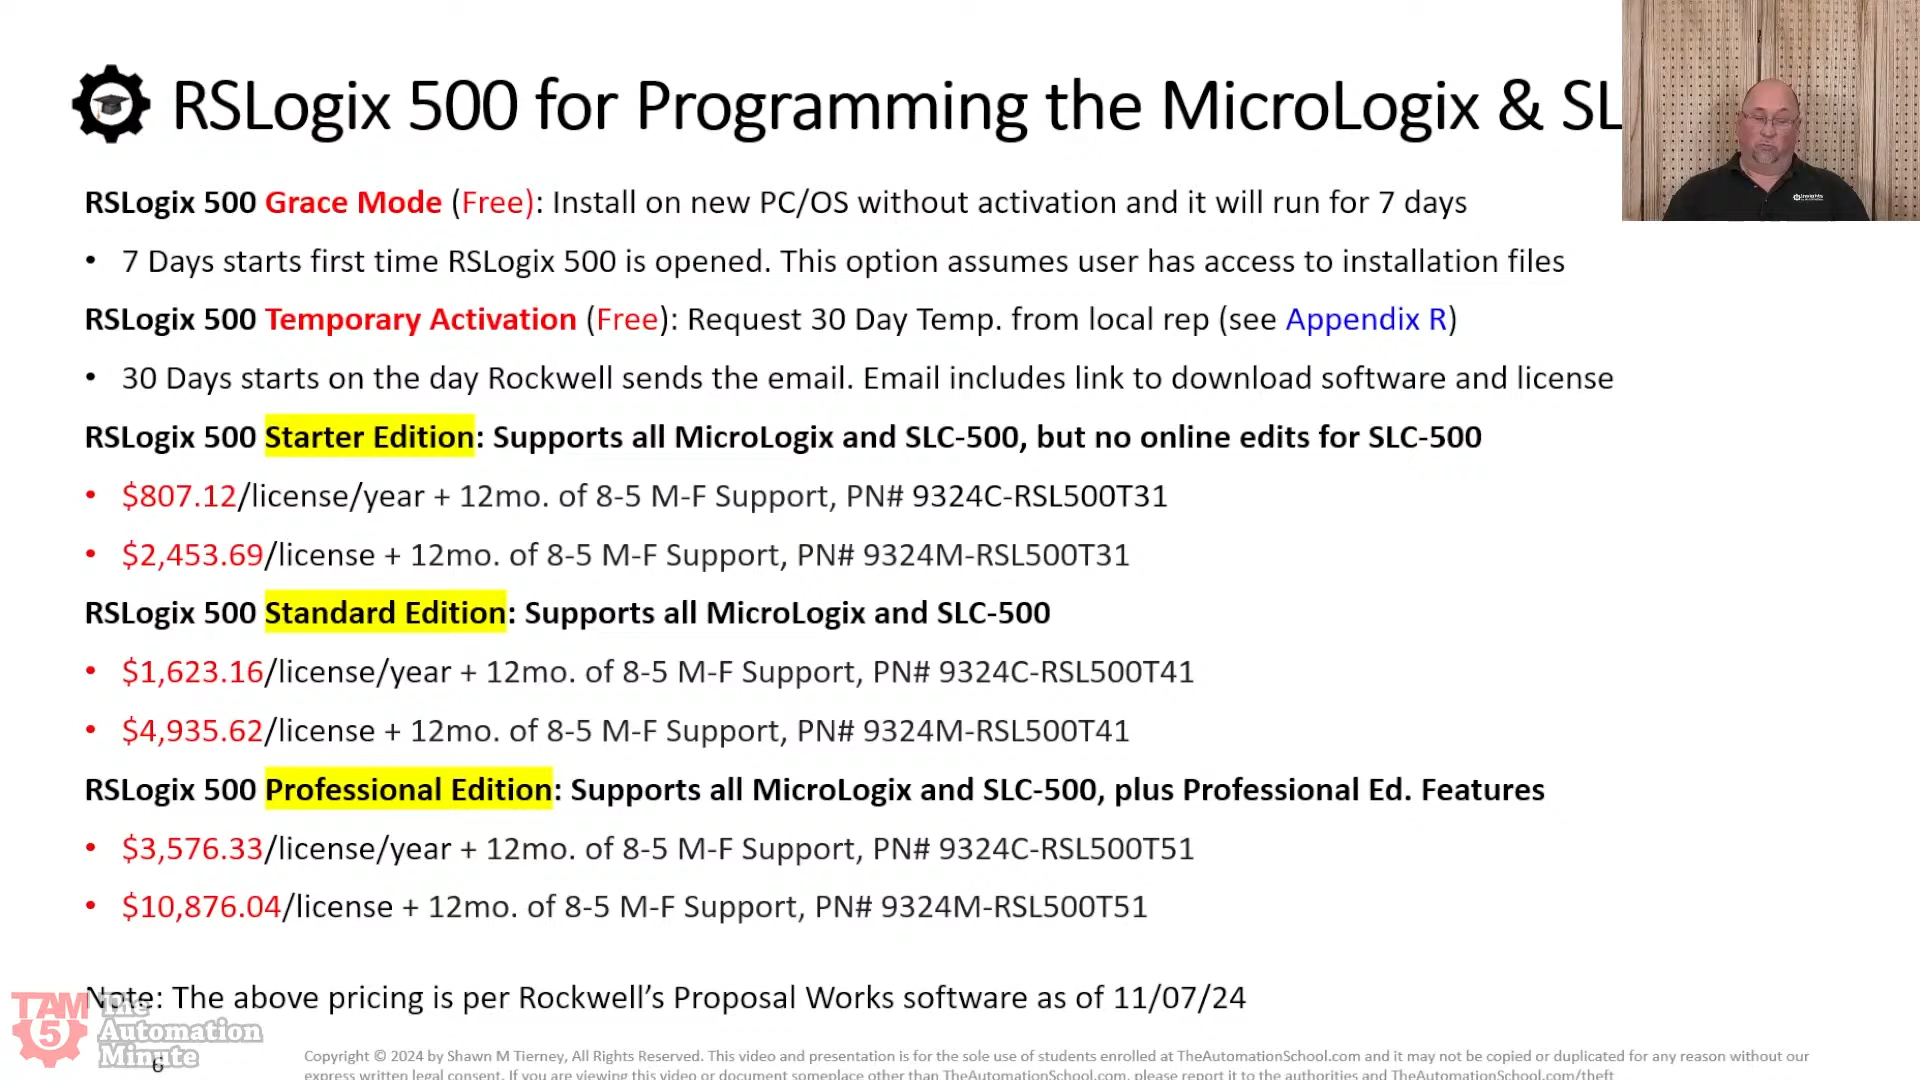 RSLogix 500 for Programming the MicroLogix & SL
RSLogix 500 Grace Mode (Free): Install on new PC/OS without activation and it will run for 7 days
• 7 Days starts first time RSLogix 500 is opened. This option assumes user has access to installation files
RSLogix 500 Temporary Activation (Free): Request 30 Day Temp. from local rep (see Appendix R)
• 30 Days starts on the day Rockwell sends the email. Email includes link to download software and license
RSLogix 500 Starter Edition: Supports all MicroLogix and SLC-500, but no online edits for SLC-500
• $807.12/license/year + 12mo. of 8-5 M-F Support, PN# 9324C-RSL500T31
• $2,453.69/license + 12mo. of 8-5 M-F Support, PN# 9324M-RSL500T31
RSLogix 500 Standard Edition: Supports all MicroLogix and SLC-500
• $1,623.16/license/year + 12mo. of 8-5 M-F Support, PN# 9324C-RSL500T41
• $4,935.62/license + 12mo. of 8-5 M-F Support, PN# 9324M-RSL500T41
RSLogix 500 Professional Edition: Supports all MicroLogix and SLC-500, plus Professional Ed. Features
• $3,576.33/license/year + 12mo. of 8-5 M-F Support, PN# 9324C-RSL500T51
• $10,876.04/license + 12mo. of 8-5 M-F Support, PN# 9324M-RSL500T51
Note: The above pricing is per Rockwell's Proposal Works software as of 11/07/24
TAM 5 The
Automation
Minute
6
Copyright © 2024 by Shawn M Tierney, All Rights Reserved. This video and presentation is for the sole use of students enrolled at TheAutomationSchool.com and it may not be copied or duplicated for any reason without our
express written legal consent. If you are viewing this video or document someplace other than TheAutomationSchool.com, please report it to the authorities and TheAutomationSchool.com/theft